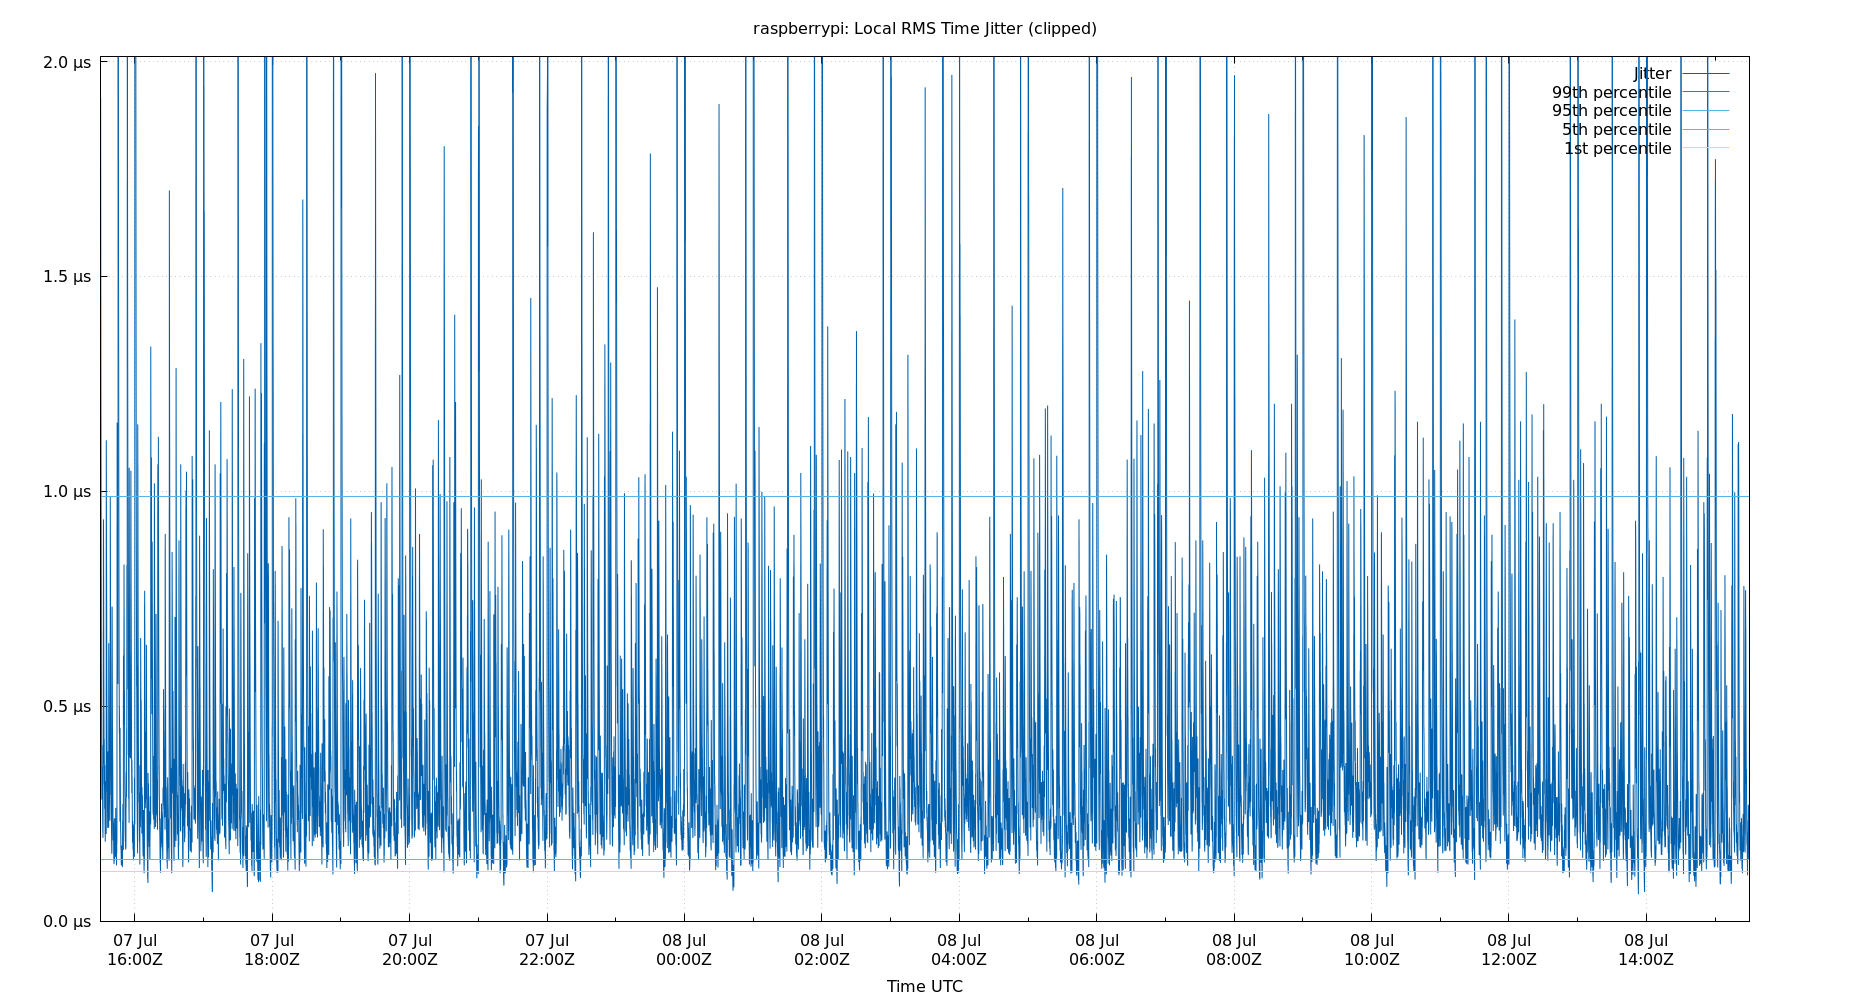 raspberrypi: Local RMS Time Jitter (clipped)
2.0 µs
1.5 µs
1.0 µs
0.5 µs
0.0 µs
Jitter
99th percentile
95th percentile
5th percentile
1st percentile
07 Jul 07 Jul 07 Jul 07 Jul 08 Jul 08 Jul 08 Jul 08 Jul 08 Jul 08 Jul 08 Jul 08 Jul
16:00Z 18:00Z 20:00Z 22:00Z 00:00Z 02:00Z 04:00Z 06:00Z 08:00Z 10:00Z 12:00Z 14:00Z
Time UTC